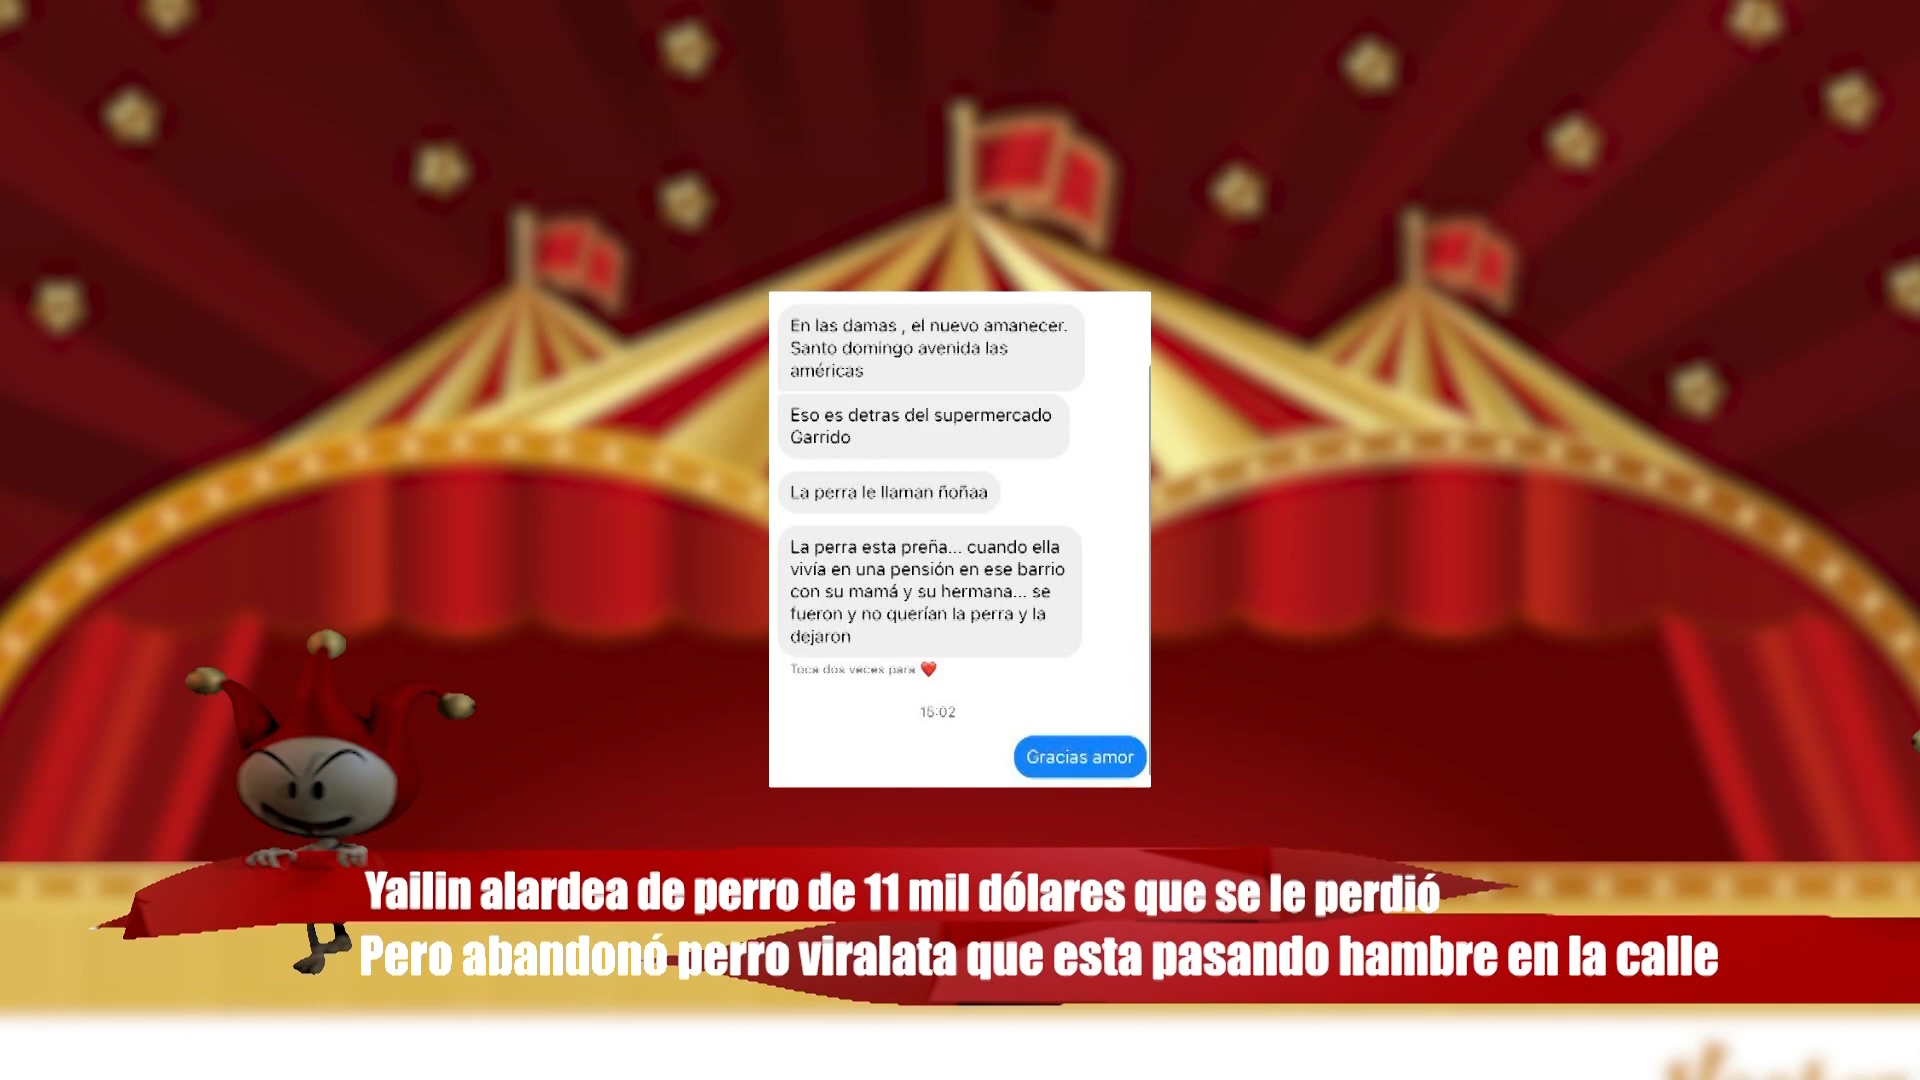 En las damas , el nuevo amanecer.
Santo domingo avenida las
américas
Eso es detras del supermercado
Garrido
La perra le llaman ñoñaa
La perra esta preña... cuando ella
vivía en una pensión en ese barrio
con su mamá y su hermana... se
fueron y no querían la perra y la
dejaron
Toca dos veces para ❤️
15:02
Gracias amor
Yailin alardea de perro de 11 mil dólares que se le perdió
Pero abandonó perro viralata que esta pasando hambre en la calle